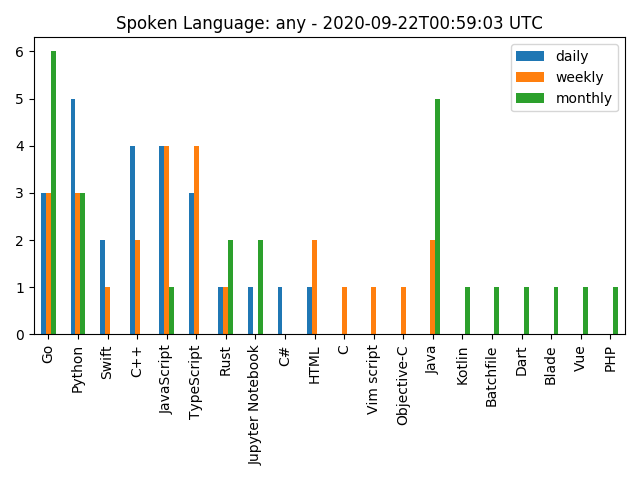 Spoken Language: any - 2020-09-22T00:59:03 UTC
daily
weekly
monthly
6
5
4
3
2
1
0
Go
Python
Swift
C++
JavaScript
TypeScript
Rust
Jupyter Notebook
C#
HTML
C
Vim script
Objective-C
Java
Kotlin
Batchfile
Dart
Blade
Vue
PHP